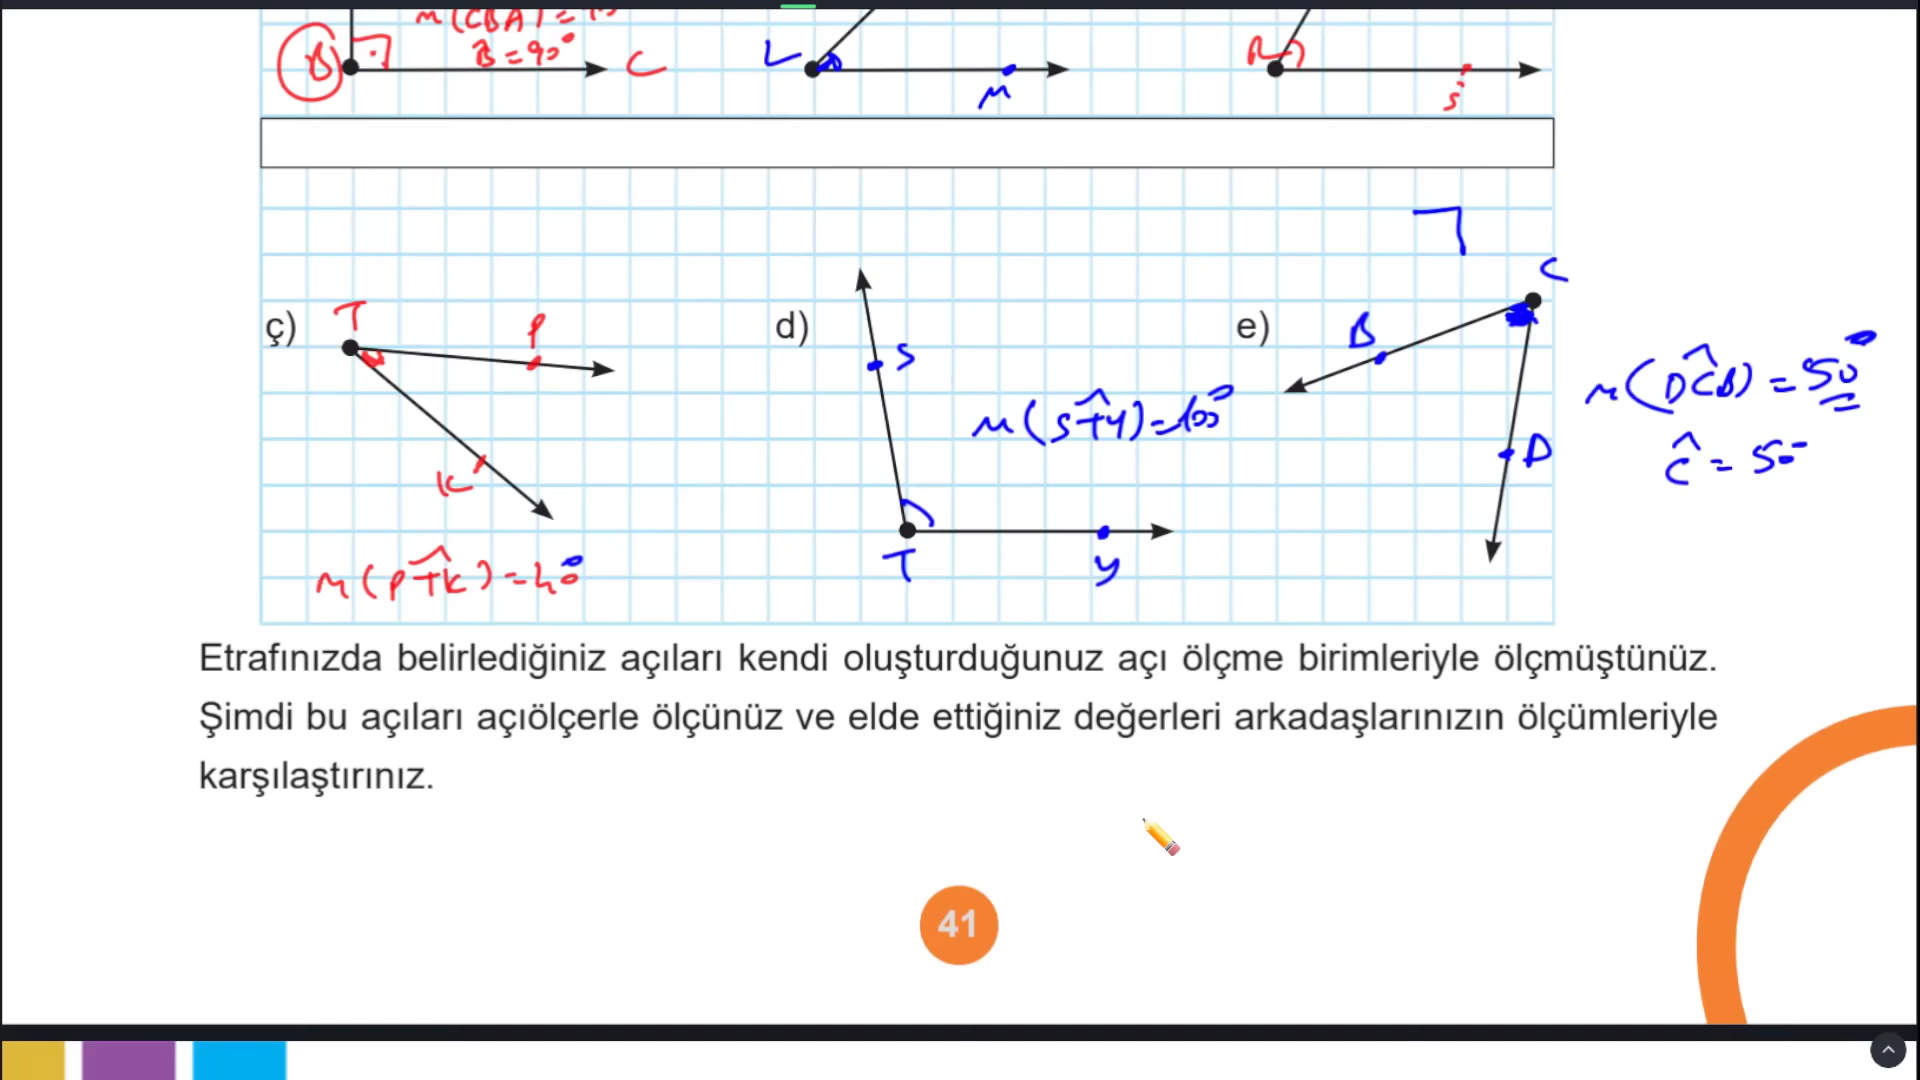 B = 90°
B
C
L
M
R
S
ç)
T
P
K
m(PTK) = 40°
d)
S
T
y
m(STY) = 100°
e)
B
C
D
m(DCB) = 50°
C = 50°
Etrafınızda belirlediğiniz açıları kendi oluşturduğunuz açı ölçme birimleriyle ölçmüştünüz.
Şimdi bu açıları açıölçerle ölçünüz ve elde ettiğiniz değerleri arkadaşlarınızın ölçümleriyle
karşılaştırınız.
41